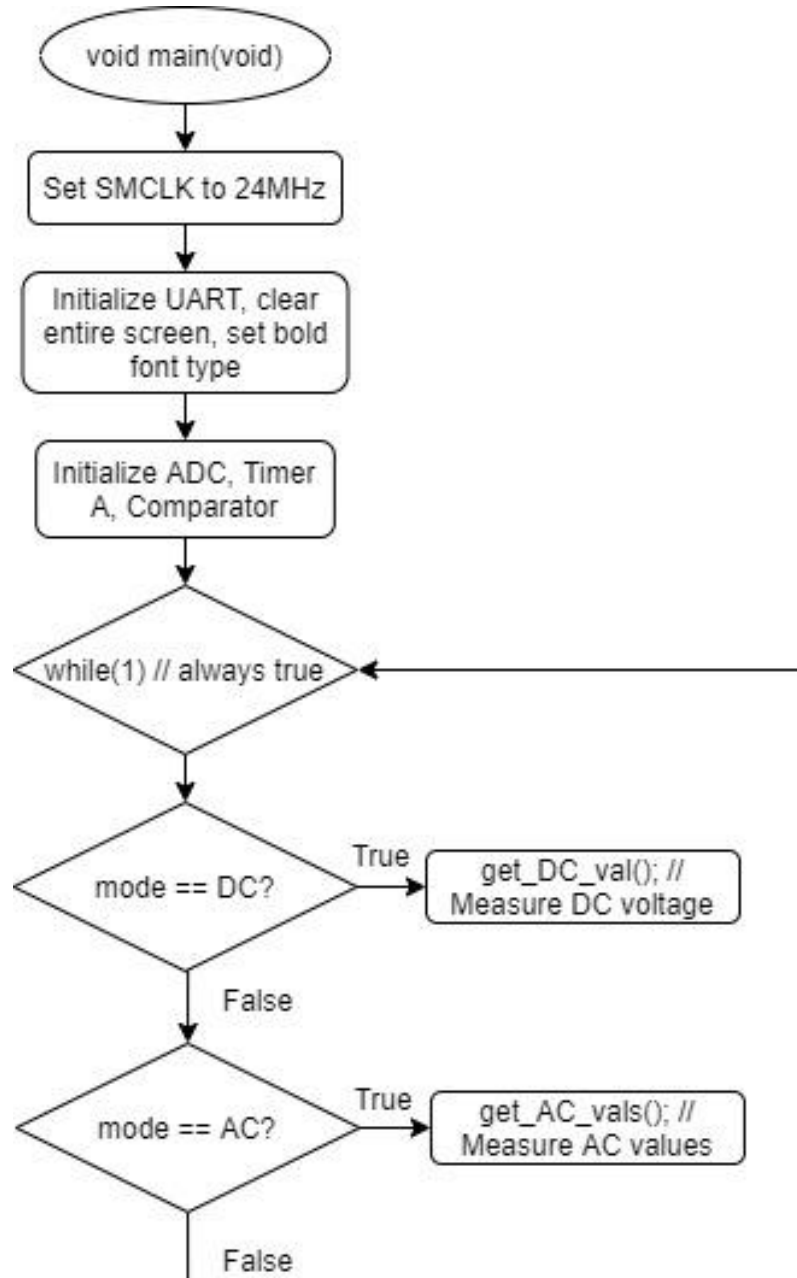 void main(void)
Set SMCLK to 24MHz
Initialize UART, clear
entire screen, set bold
font type
Initialize ADC, Timer
A, Comparator
while(1) // always true
mode == DC?
True
get_DC_val(); //
Measure DC voltage
False
mode == AC?
True
get_AC_vals(); //
Measure AC values
False